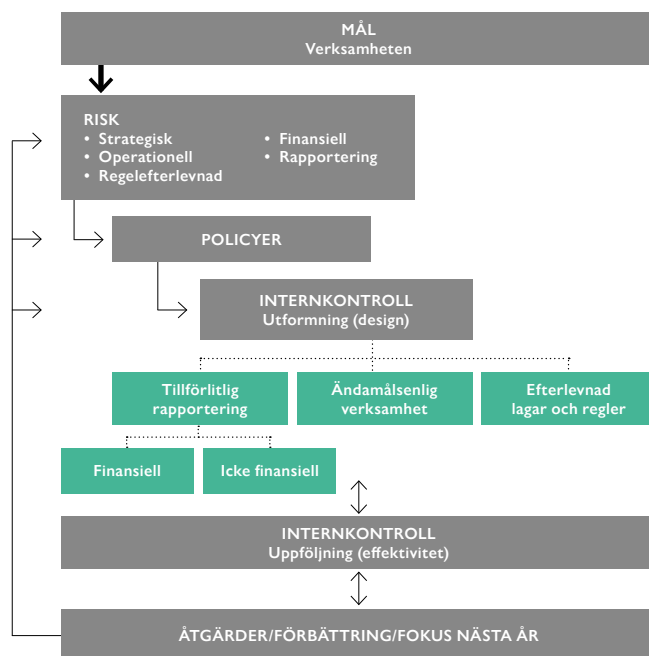 MÅL
Verksamheten
RISK
• Strategisk
• Operationell
• Regelefterlevnad
• Finansiell
• Rapportering
POLICYER
INTERNKONTROLL
Utformning (design)
Tillförlitlig
rapportering
Ändamålsenlig
verksamhet
Efterlevnad
lagar och regler
Finansiell
Icke finansiell
INTERNKONTROLL
Uppföljning (effektivitet)
ÅTGÄRDER/FÖRBÄTTRING/FOKUS NÄSTA ÅR